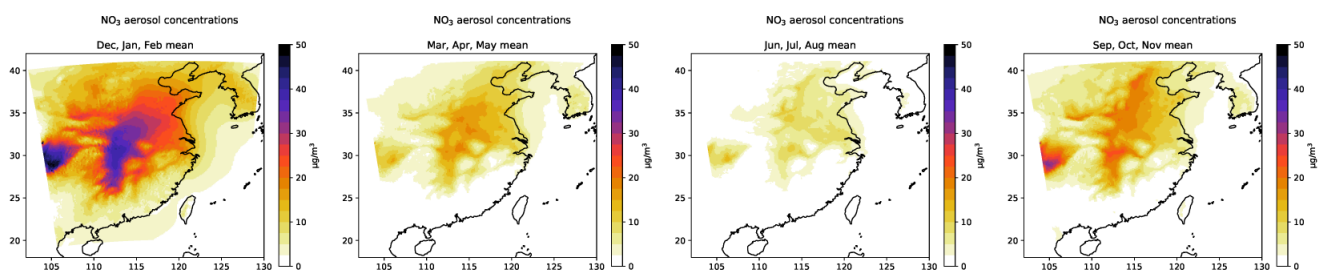 NO3 aerosol concentrations
Dec, Jan, Feb mean
40
35
30
25
20
105 110 115 120 125 130
50
40
30
20
10
0
µg/m³
NO3 aerosol concentrations
Mar, Apr, May mean
40
35
30
25
20
105 110 115 120 125 130
50
40
30
20
10
0
µg/m³
NO3 aerosol concentrations
Jun, Jul, Aug mean
40
35
30
25
20
105 110 115 120 125 130
50
40
30
20
10
0
µg/m³
NO3 aerosol concentrations
Sep, Oct, Nov mean
40
35
30
25
20
105 110 115 120 125 130
50
40
30
20
10
0
µg/m³